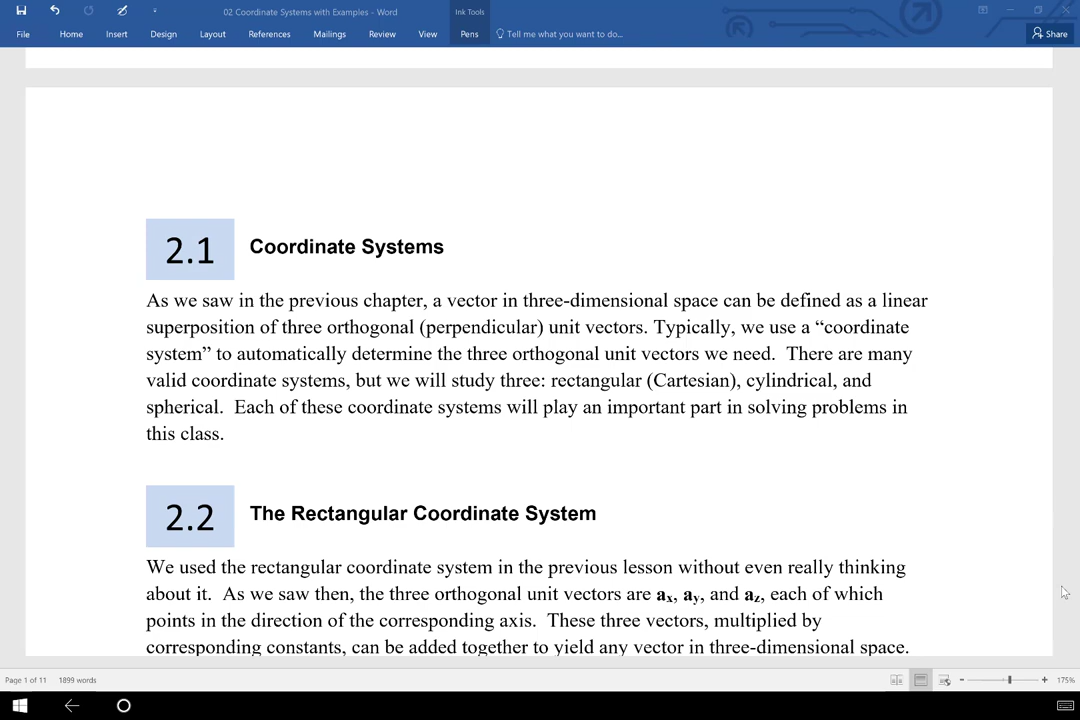 02 Coordinate Systems with Examples - Word
Ink Tools
File Home Insert Design Layout References Mailings Review View Pens Tell me what you want to do... Share
2.1 Coordinate Systems
As we saw in the previous chapter, a vector in three-dimensional space can be defined as a linear
superposition of three orthogonal (perpendicular) unit vectors. Typically, we use a “coordinate
system” to automatically determine the three orthogonal unit vectors we need. There are many
valid coordinate systems, but we will study three: rectangular (Cartesian), cylindrical, and
spherical. Each of these coordinate systems will play an important part in solving problems in
this class.
2.2 The Rectangular Coordinate System
We used the rectangular coordinate system in the previous lesson without even really thinking
about it. As we saw then, the three orthogonal unit vectors are ax, ay, and az, each of which
points in the direction of the corresponding axis. These three vectors, multiplied by
corresponding constants, can be added together to yield any vector in three-dimensional space.
Page 1 of 11 1899 words 175%